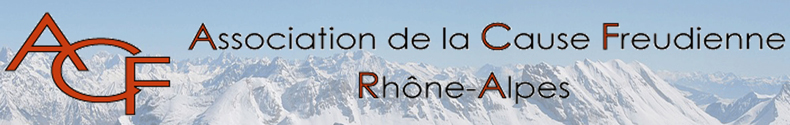 ACF
Association de la Cause Freudienne
Rhône-Alpes